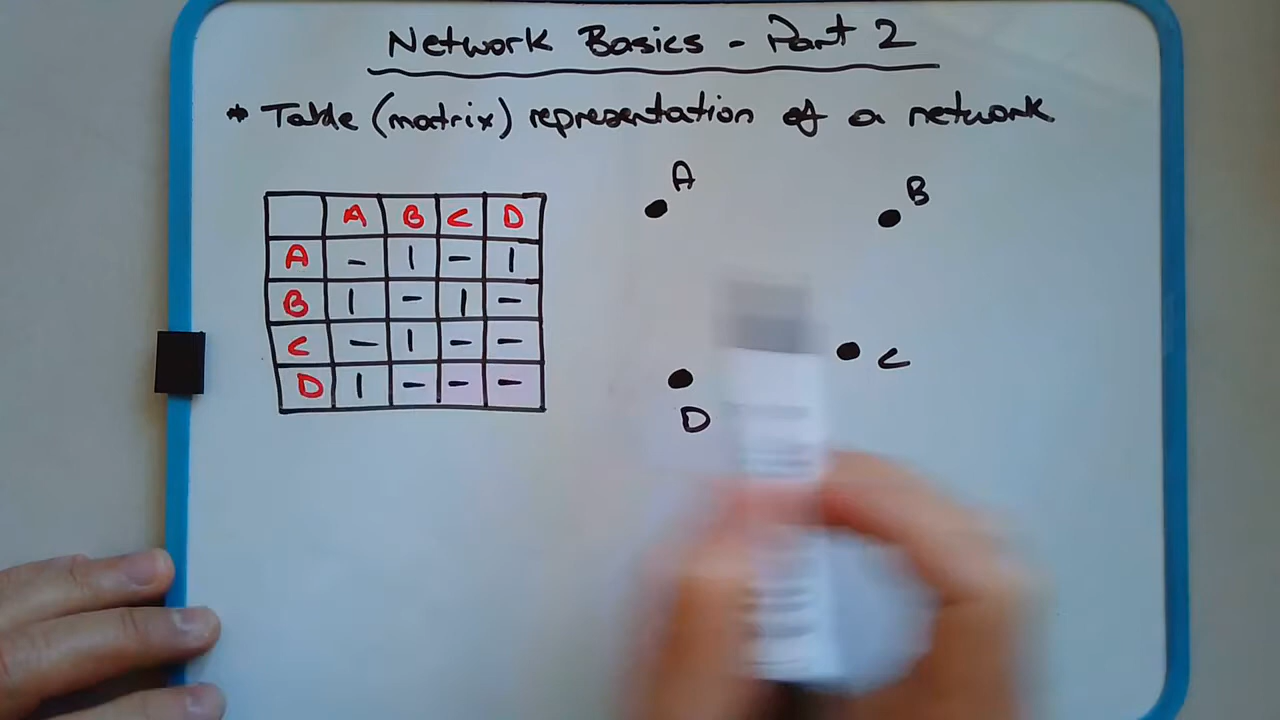 Network Basics - Part 2
* Table (matrix) representation of a network
A B C D
A - 1 - 1
B 1 - 1 -
C - 1 - -
D 1 - - -
A
B
C
D